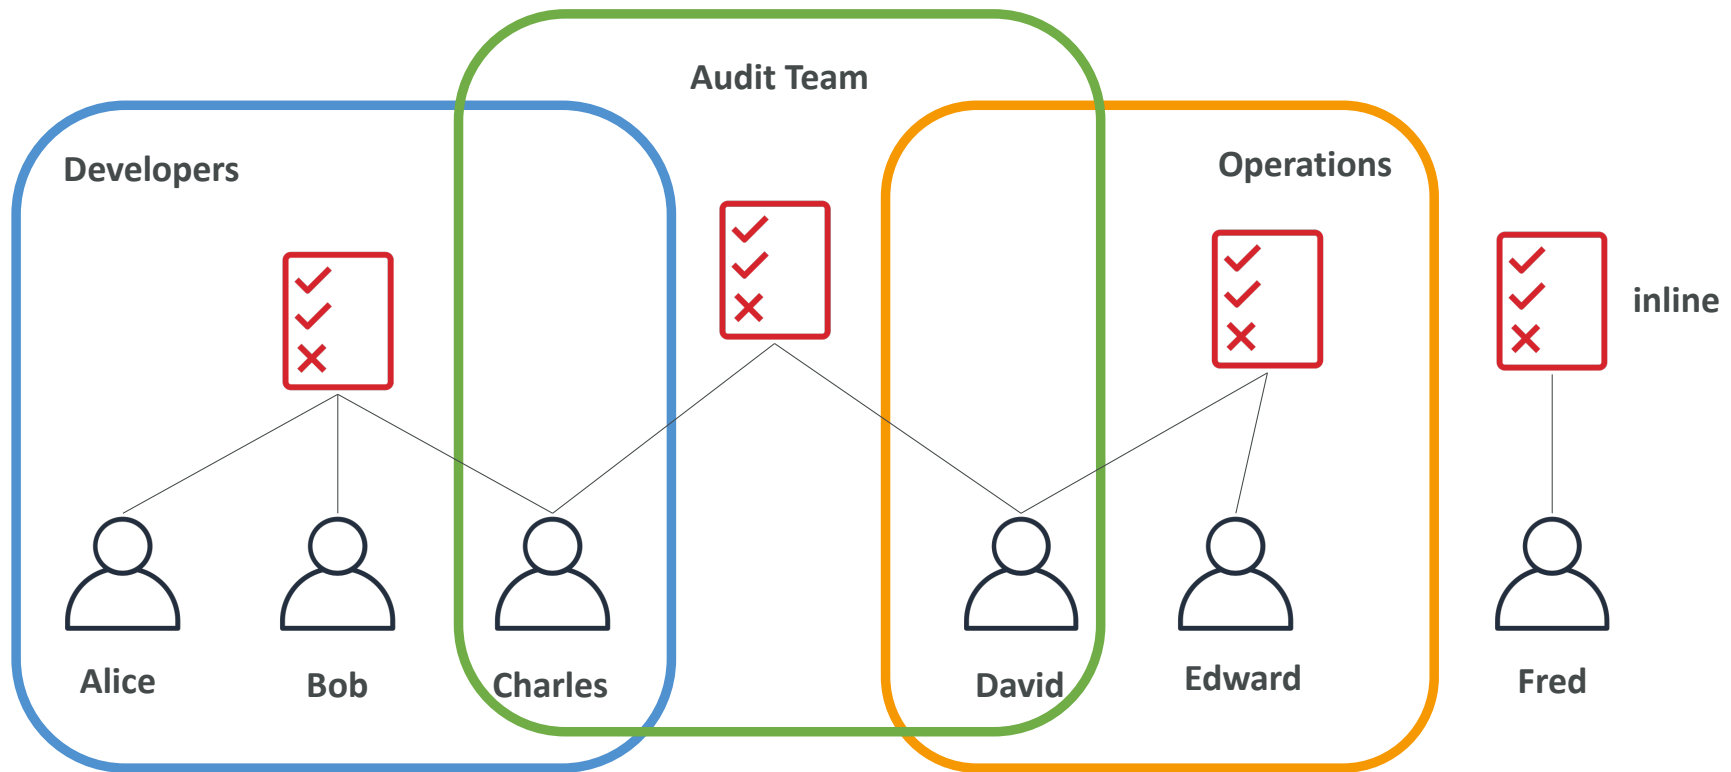 Audit Team
Developers
Operations
inline
Alice
Bob
Charles
David
Edward
Fred